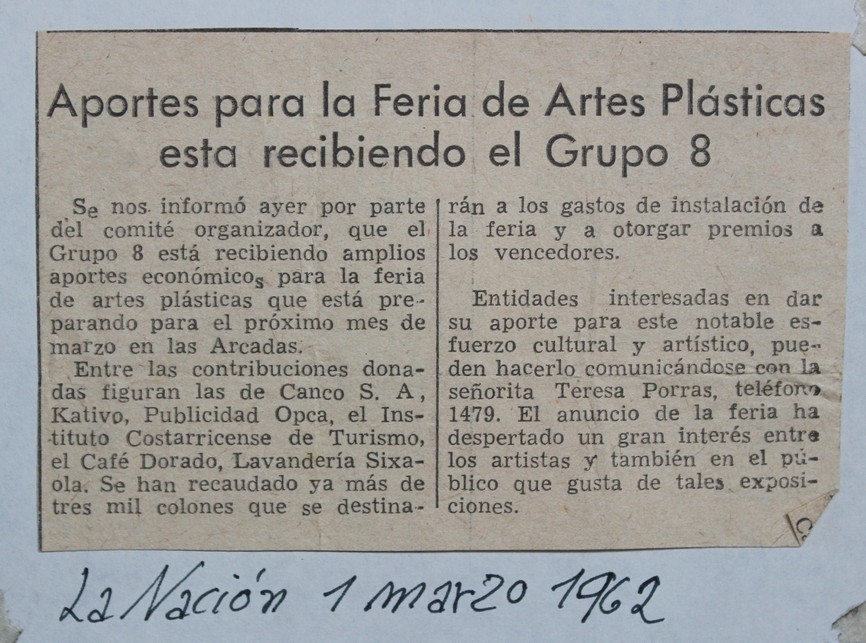 Aportes para la Feria de Artes Plásticas
esta recibiendo el Grupo 8
Se nos informó ayer por parte
del comité organizador, que el
Grupo 8 está recibiendo amplios
aportes económicos para la feria
de artes plásticas que está pre-
parando para el próximo mes de
marzo en las Arcadas.
Entre las contribuciones dona-
das figuran las de Canco S. A,
Kativo, Publicidad Opca, el Ins-
tituto Costarricense de Turismo,
el Café Dorado, Lavandería Sixa-
ola. Se han recaudado ya más de
tres mil colones que se destina-
rán a los gastos de instalación de
la feria y a otorgar premios a
los vencedores.
Entidades interesadas en dar
su aporte para este notable es-
fuerzo cultural y artístico, pue-
den hacerlo comunicándose con la
señorita Teresa Porras, teléfono
1479. El anuncio de la feria ha
despertado un gran interés entre
los artistas y también en el pú-
blico que gusta de tales exposi-
ciones.
La Nación 1 marzo 1962